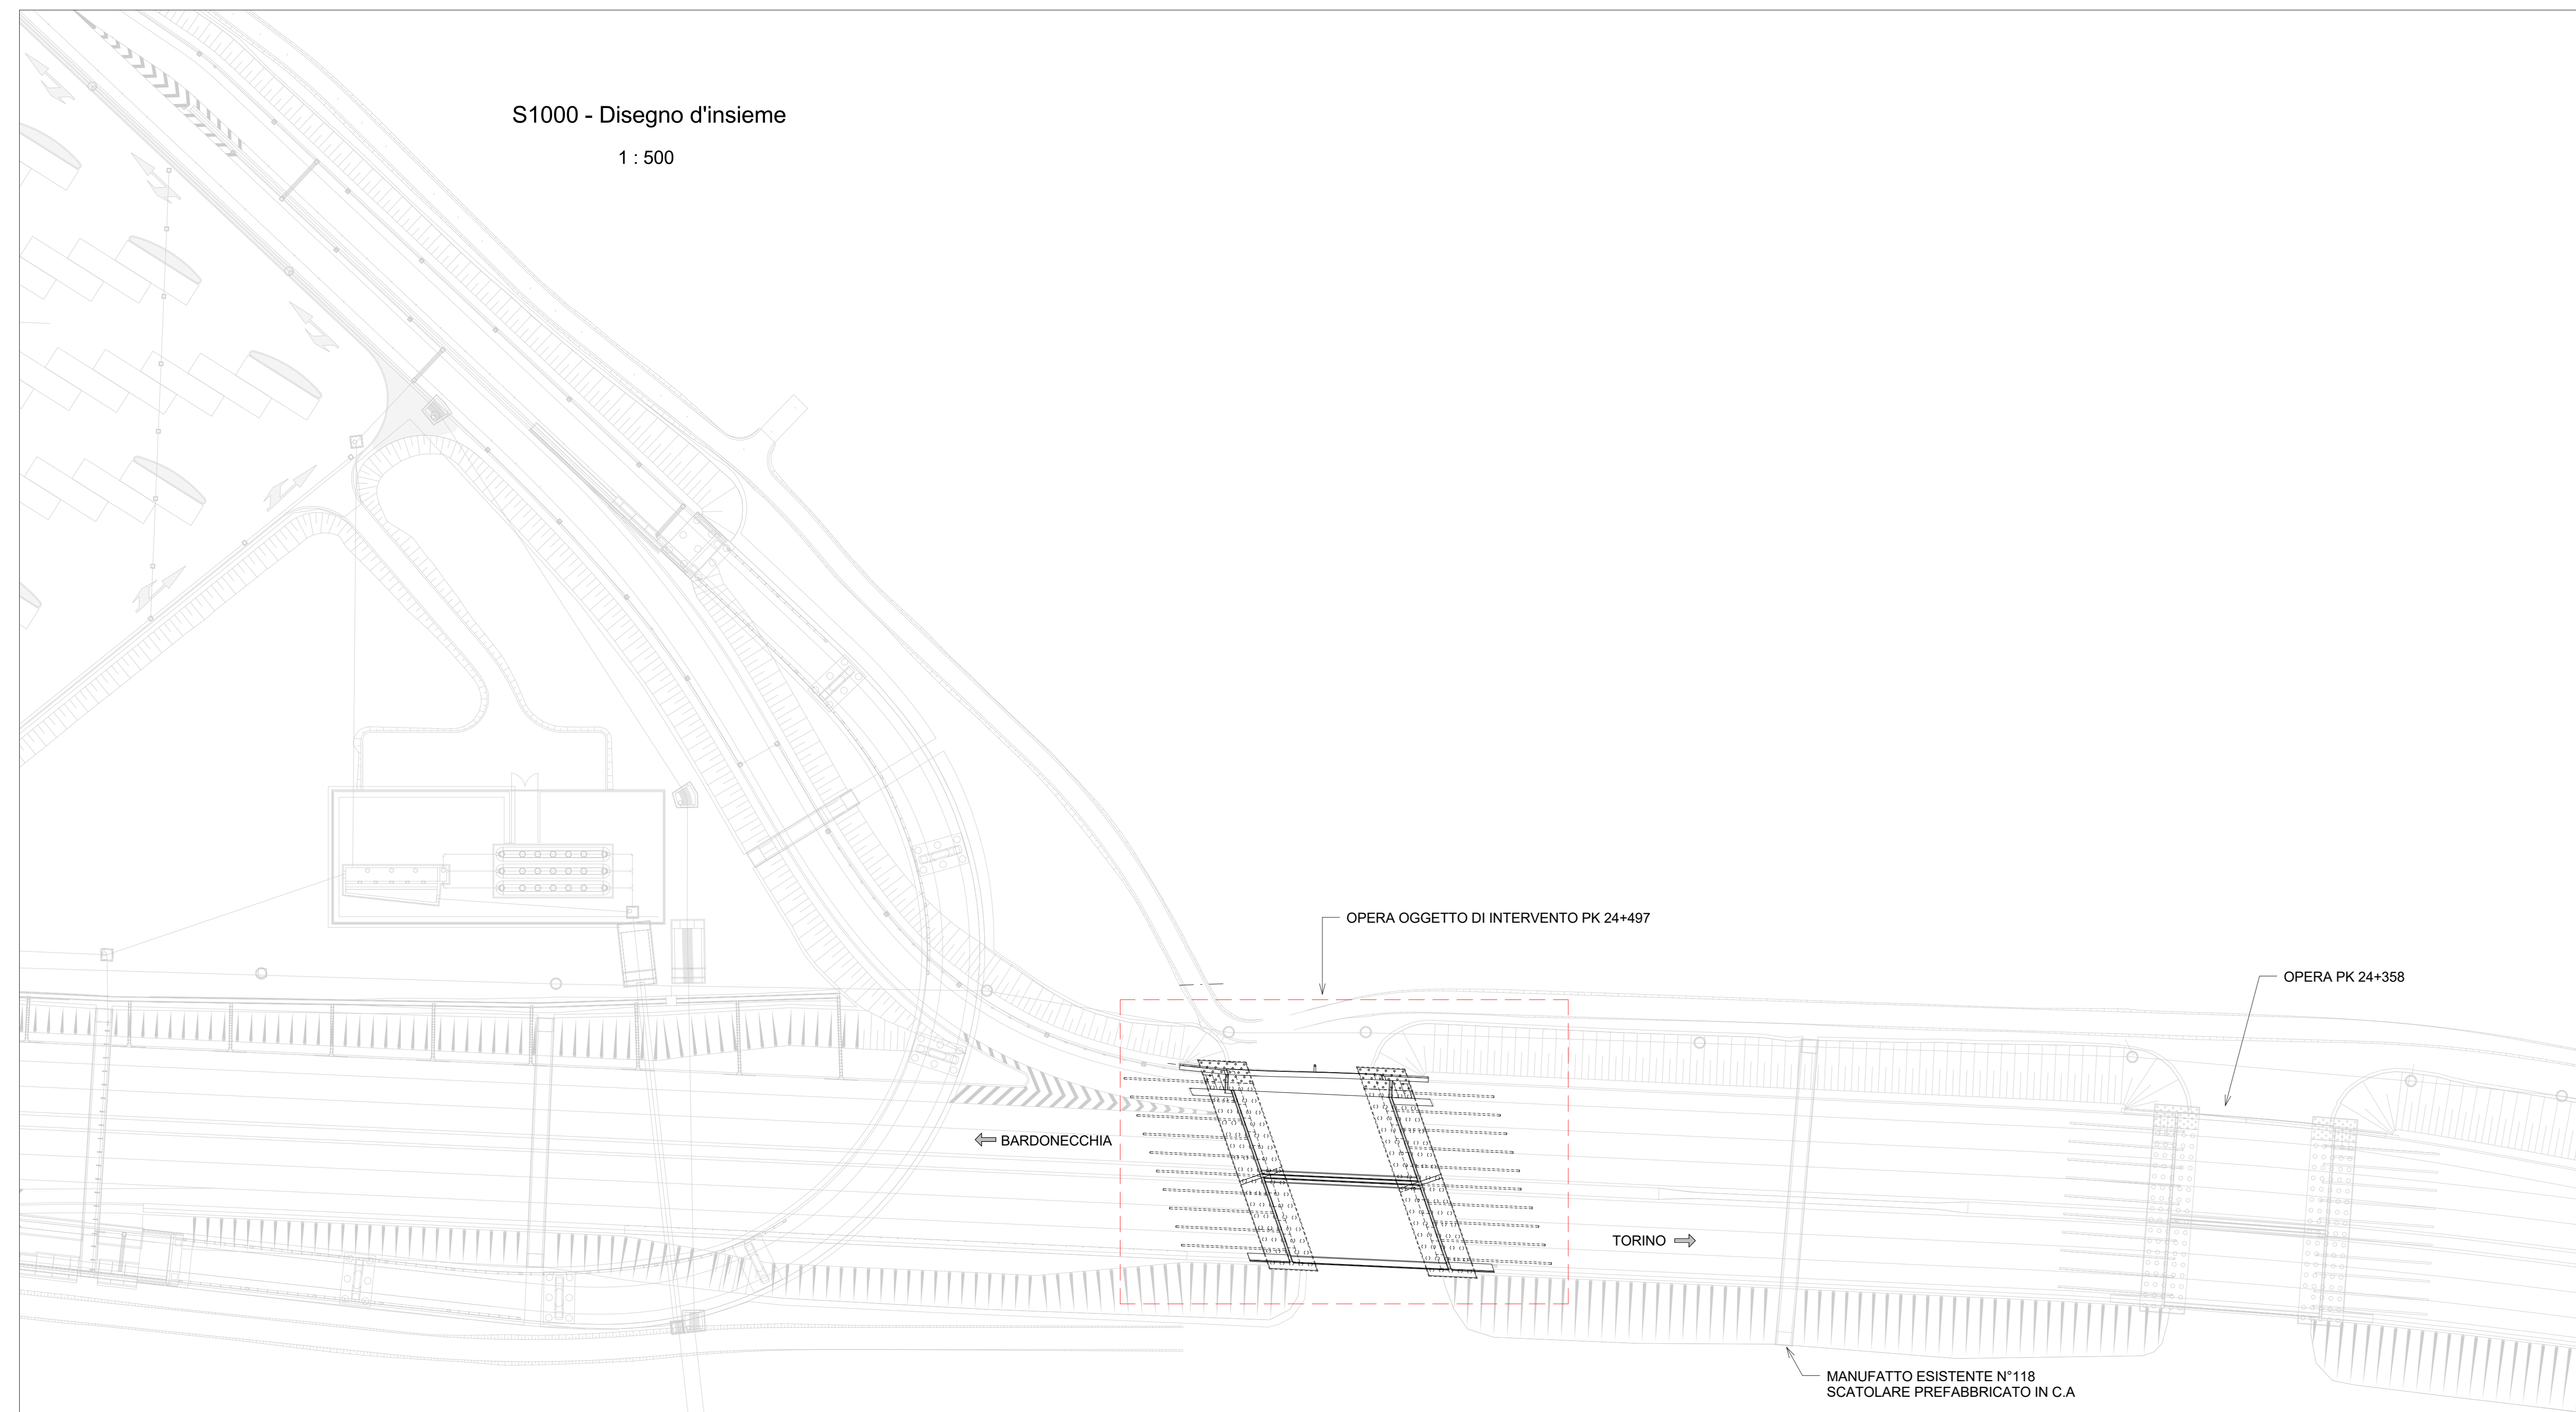 S1000 - Disegno d'insieme
1 : 500
OPERA OGGETTO DI INTERVENTO PK 24+497
OPERA PK 24+358
BARDONECCHIA
TORINO
MANUFATTO ESISTENTE N°118
SCATOLARE PREFABBRICATO IN C.A